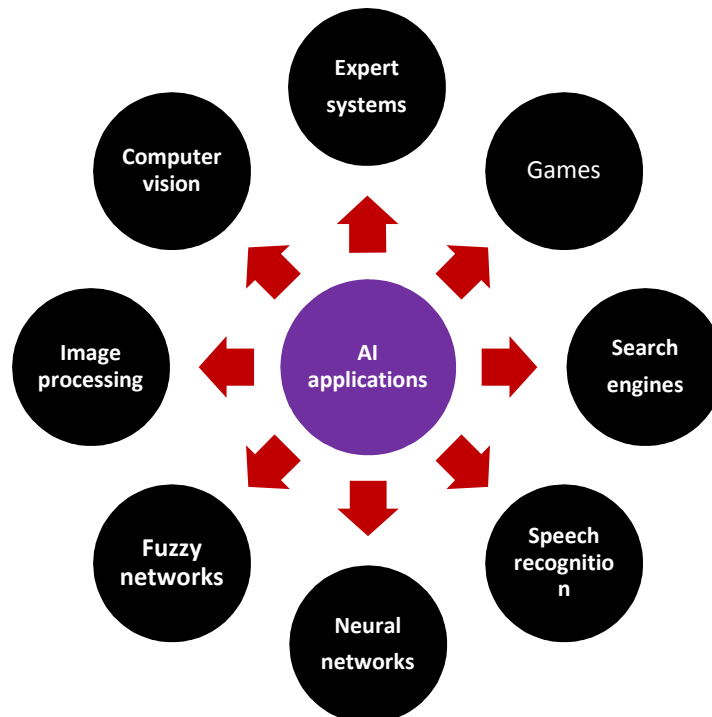 Expert
systems
Games
Search
engines
Speech
recognitio
n
Neural
networks
Fuzzy
networks
Image
processing
Computer
vision
AI
applications